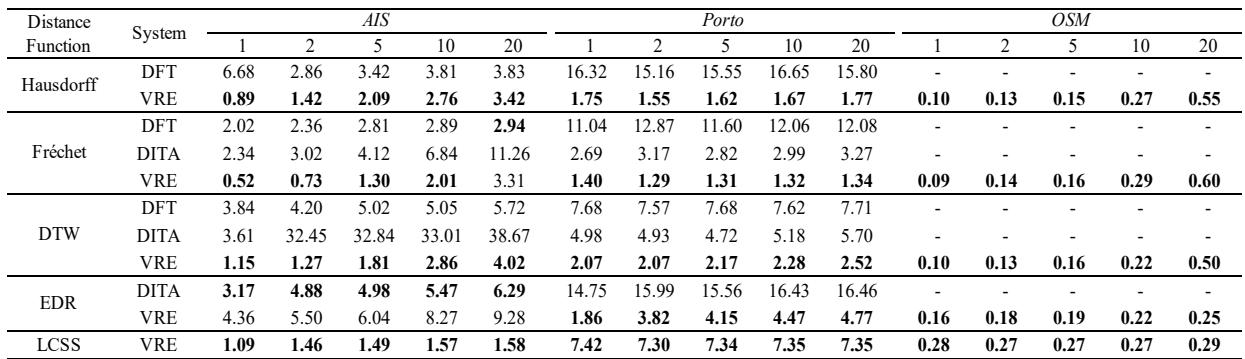 Distance Function System AIS Porto OSM
1 2 5 10 20 1 2 5 10 20 1 2 5 10 20
Hausdorff DFT 6.68 2.86 3.42 3.81 3.83 16.32 15.16 15.55 16.65 15.80 - - - - -
VRE 0.89 1.42 2.09 2.76 3.42 1.75 1.55 1.62 1.67 1.77 0.10 0.13 0.15 0.27 0.55
Fréchet DFT 2.02 2.36 2.81 2.89 2.94 11.04 12.87 11.60 12.06 12.08 - - - - -
DITA 2.34 3.02 4.12 6.84 11.26 2.69 3.17 2.82 2.99 3.27 - - - - -
VRE 0.52 0.73 1.30 2.01 3.31 1.40 1.29 1.31 1.32 1.34 0.09 0.14 0.16 0.29 0.60
DTW DFT 3.84 4.20 5.02 5.05 5.72 7.68 7.57 7.68 7.62 7.71 - - - - -
DITA 3.61 32.45 32.84 33.01 38.67 4.98 4.93 4.72 5.18 5.70 - - - - -
VRE 1.15 1.27 1.81 2.86 4.02 2.07 2.07 2.17 2.28 2.52 0.10 0.13 0.16 0.22 0.50
EDR DITA 3.17 4.88 4.98 5.47 6.29 14.75 15.99 15.56 16.43 16.46 - - - - -
VRE 4.36 5.50 6.04 8.27 9.28 1.86 3.82 4.15 4.47 4.77 0.16 0.18 0.19 0.22 0.25
LCSS VRE 1.09 1.46 1.49 1.57 1.58 7.42 7.30 7.34 7.35 7.35 0.28 0.27 0.27 0.27 0.29